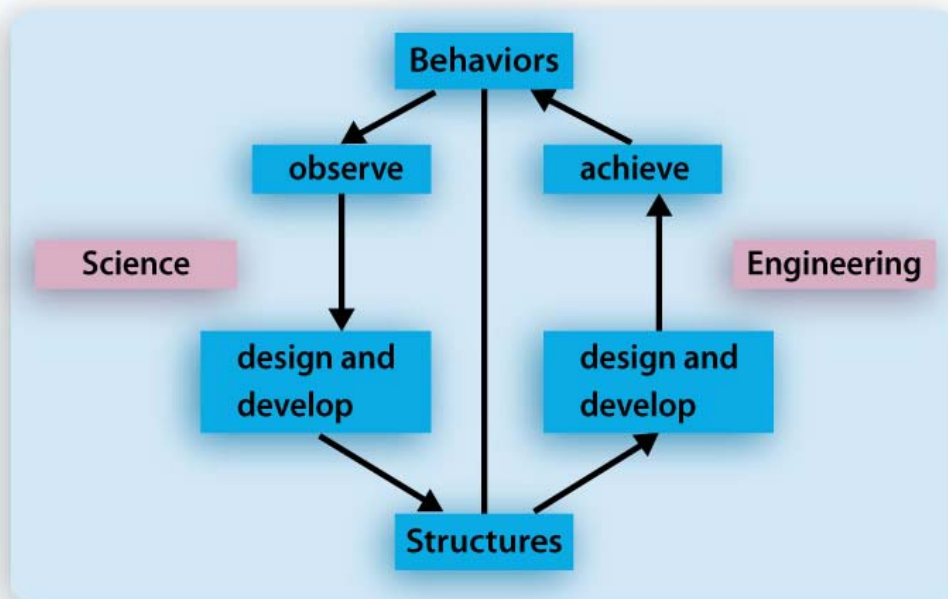 Behaviors
observe
achieve
Science
Engineering
design and
develop
design and
develop
Structures